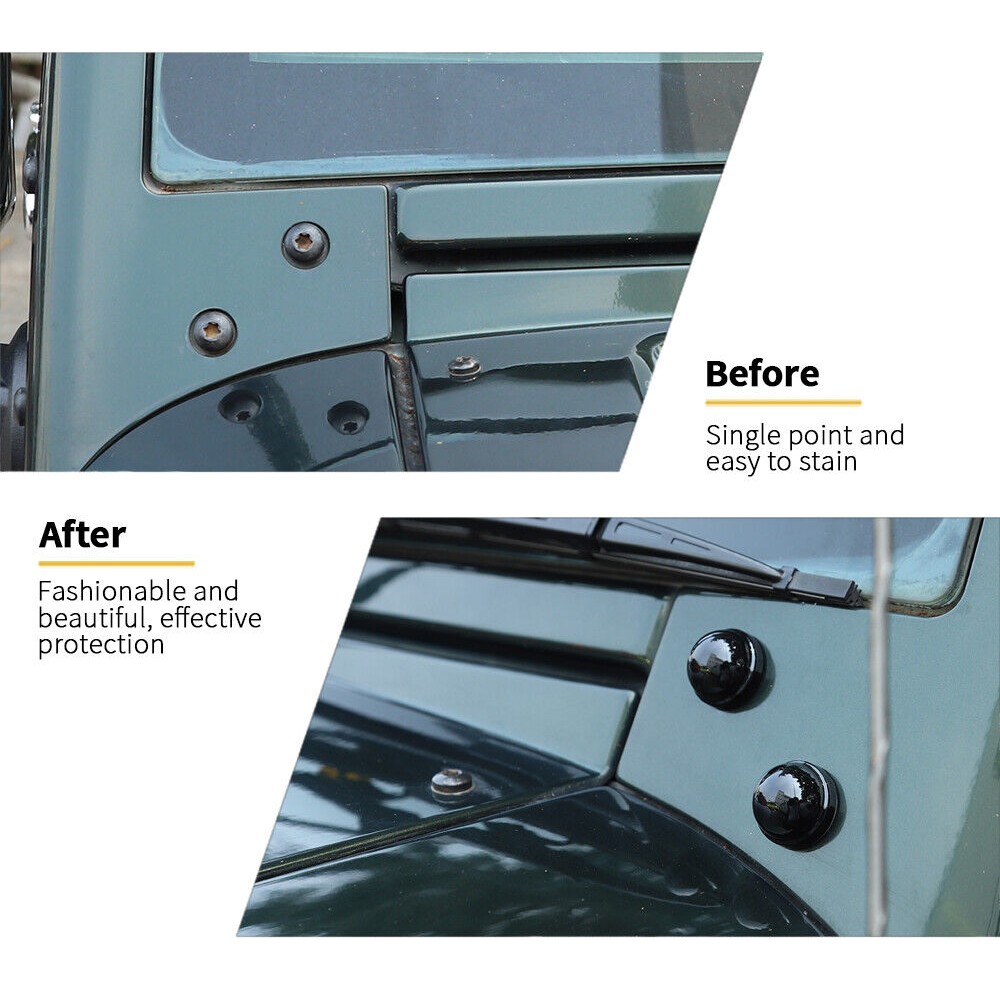 Before
Single point and
easy to stain
After
Fashionable and
beautiful, effective
protection